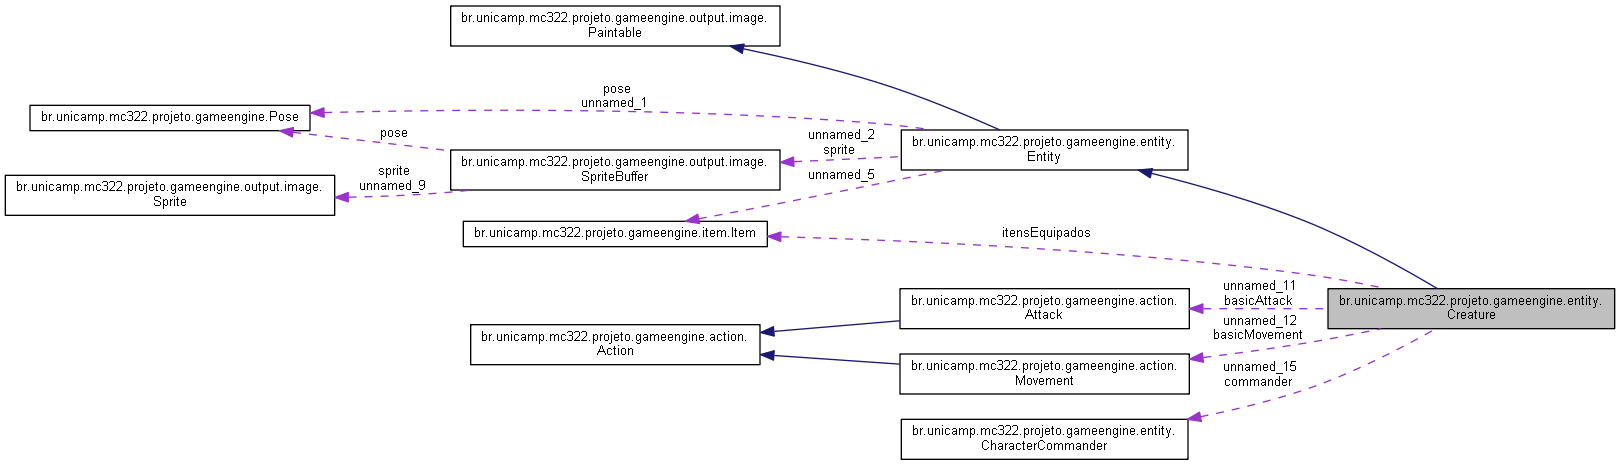 br.unicamp.mc322.projeto.gameengine.output.image.
Paintable
pose
unnamed_1
br.unicamp.mc322.projeto.gameengine.Pose
pose
unnamed_2
sprite
br.unicamp.mc322.projeto.gameengine.entity.
Entity
br.unicamp.mc322.projeto.gameengine.output.image.
SpriteBuffer
sprite
unnamed_9
br.unicamp.mc322.projeto.gameengine.output.image.
Sprite
unnamed_5
br.unicamp.mc322.projeto.gameengine.item.Item
itensEquipados
unnamed_11
basicAttack
br.unicamp.mc322.projeto.gameengine.action.
Attack
br.unicamp.mc322.projeto.gameengine.entity.
Creature
unnamed_12
basicMovement
br.unicamp.mc322.projeto.gameengine.action.
Action
br.unicamp.mc322.projeto.gameengine.action.
Movement
unnamed_15
commander
br.unicamp.mc322.projeto.gameengine.entity.
CharacterCommander